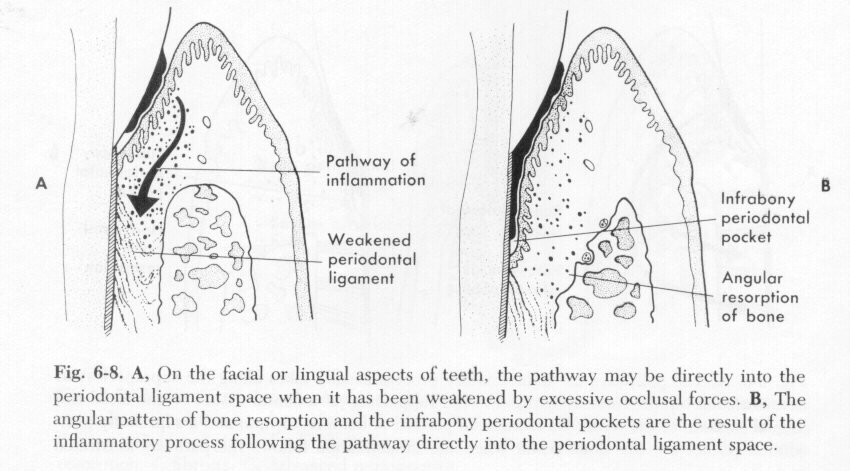 A
Pathway of
inflammation
Weakened
periodontal
ligament
B
Infrabony
periodontal
pocket
Angular
resorption
of bone
Fig. 6-8. A, On the facial or lingual aspects of teeth, the pathway may be directly into the
periodontal ligament space when it has been weakened by excessive occlusal forces. B, The
angular pattern of bone resorption and the infrabony periodontal pockets are the result of the
inflammatory process following the pathway directly into the periodontal ligament space.